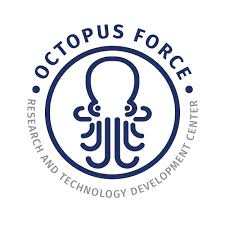 OCTOPUS FORCE
RESEARCH AND TECHNOLOGY DEVELOPMENT CENTER